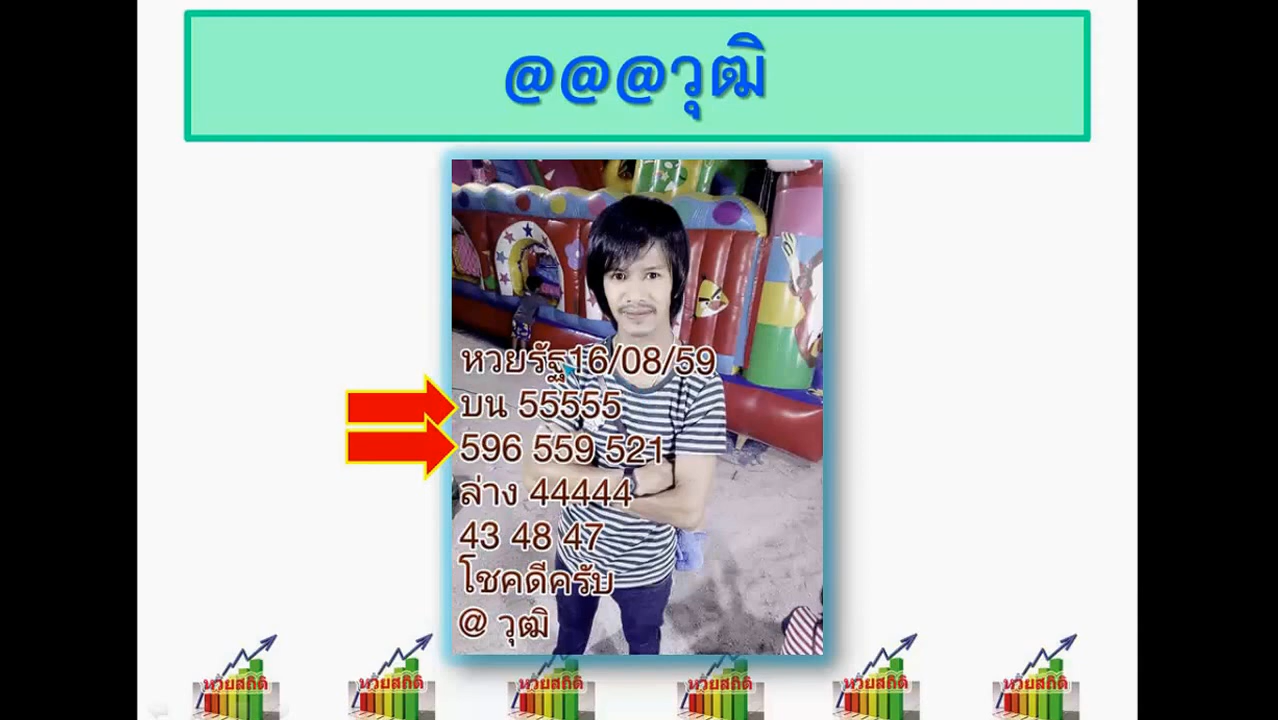 @@@วุฒิ
หวยรัฐ16/08/59
บน 55555
596 559 521
ล่าง 44444
43 48 47
โชคดีครับ
@ วุฒิ
หวยสถิติ หวยสถิติ หวยสถิติ หวยสถิติ หวยสถิติ หวยสถิติ